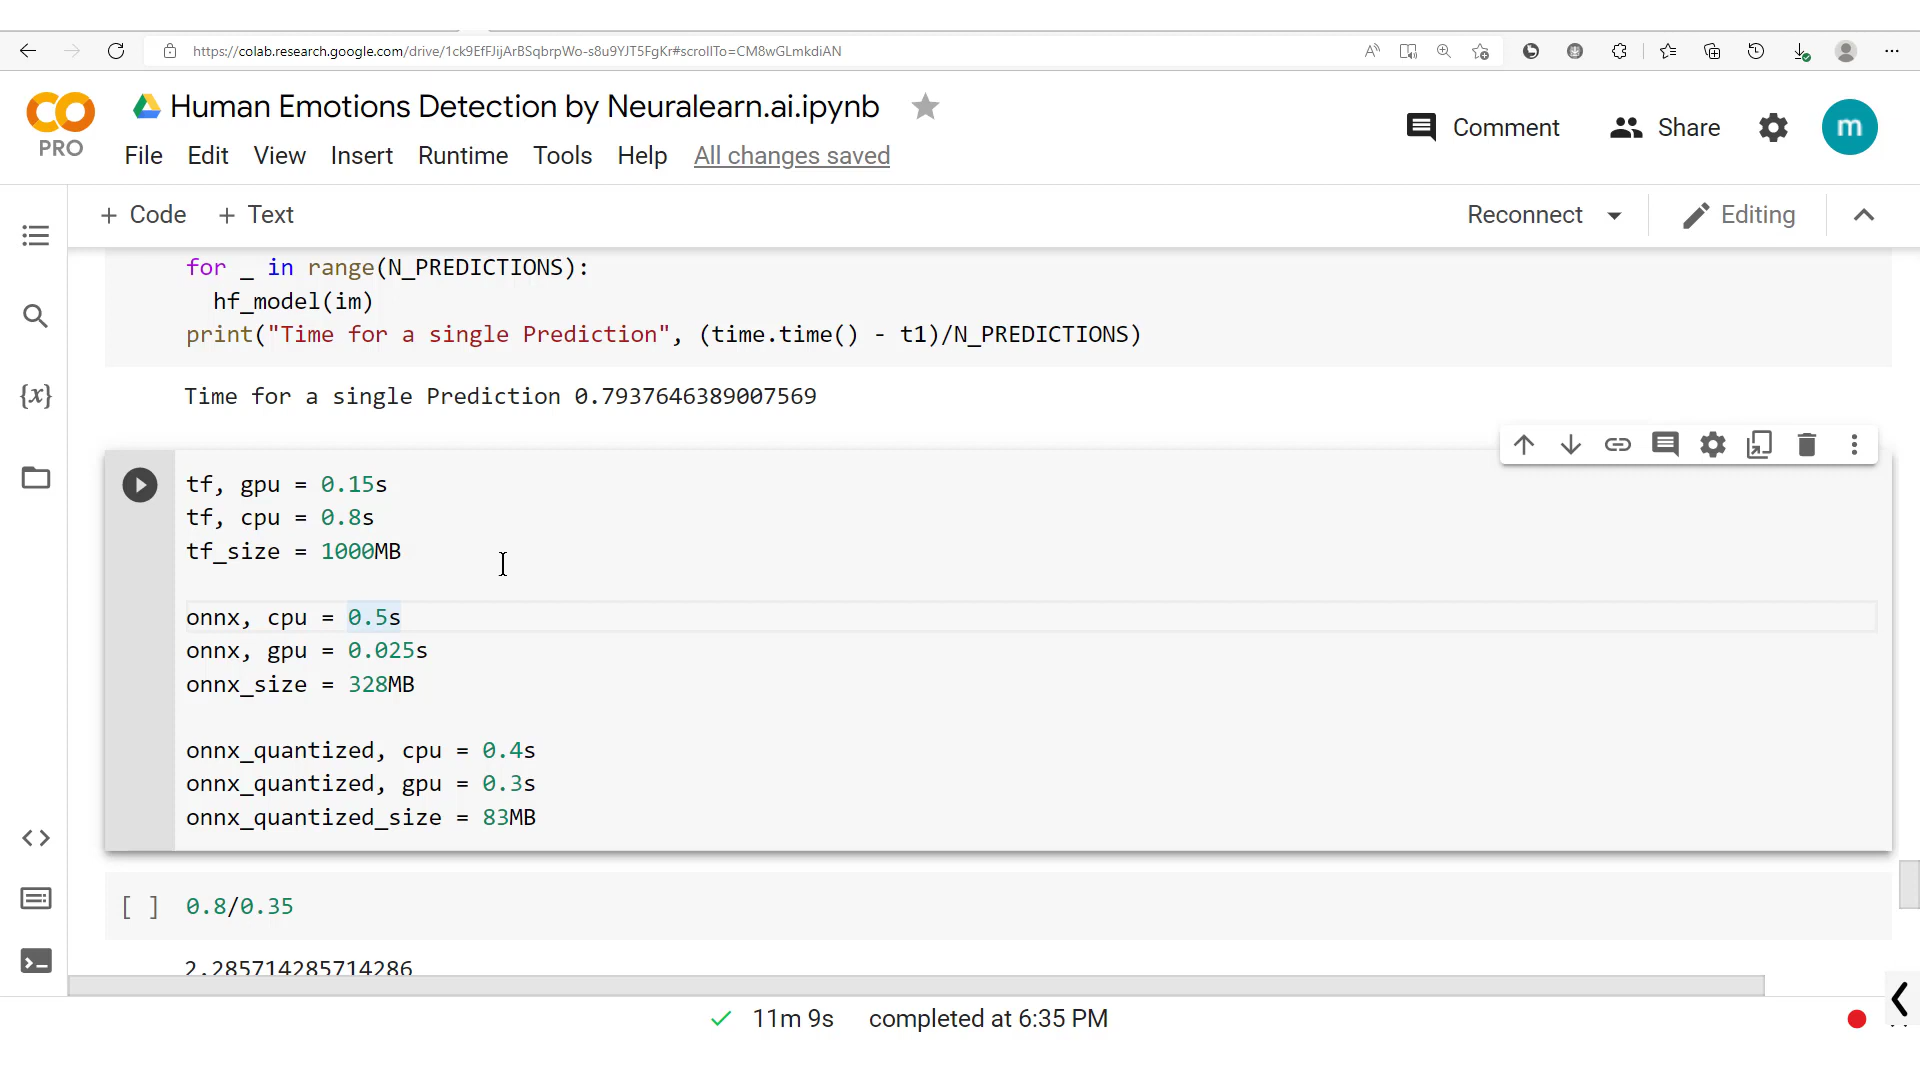 https://colab.research.google.com/drive/1ck9EfFJijArBSqbrpWo-s8u9YJT5FgKr#scrollTo=CM8wGLmkdiAN
PRO
Human Emotions Detection by Neuralearn.ai.ipynb
File Edit View Insert Runtime Tools Help All changes saved
Comment Share m
+ Code + Text Reconnect Editing
for _ in range(N_PREDICTIONS):
hf_model(im)
print("Time for a single Prediction", (time.time() - t1)/N_PREDICTIONS)
Time for a single Prediction 0.7937646389007569
tf, gpu = 0.15s
tf, cpu = 0.8s
tf_size = 1000MB
onnx, cpu = 0.5s
onnx, gpu = 0.025s
onnx_size = 328MB
onnx_quantized, cpu = 0.4s
onnx_quantized, gpu = 0.3s
onnx_quantized_size = 83MB
[ ] 0.8/0.35
2.285714285714286
11m 9s completed at 6:35 PM